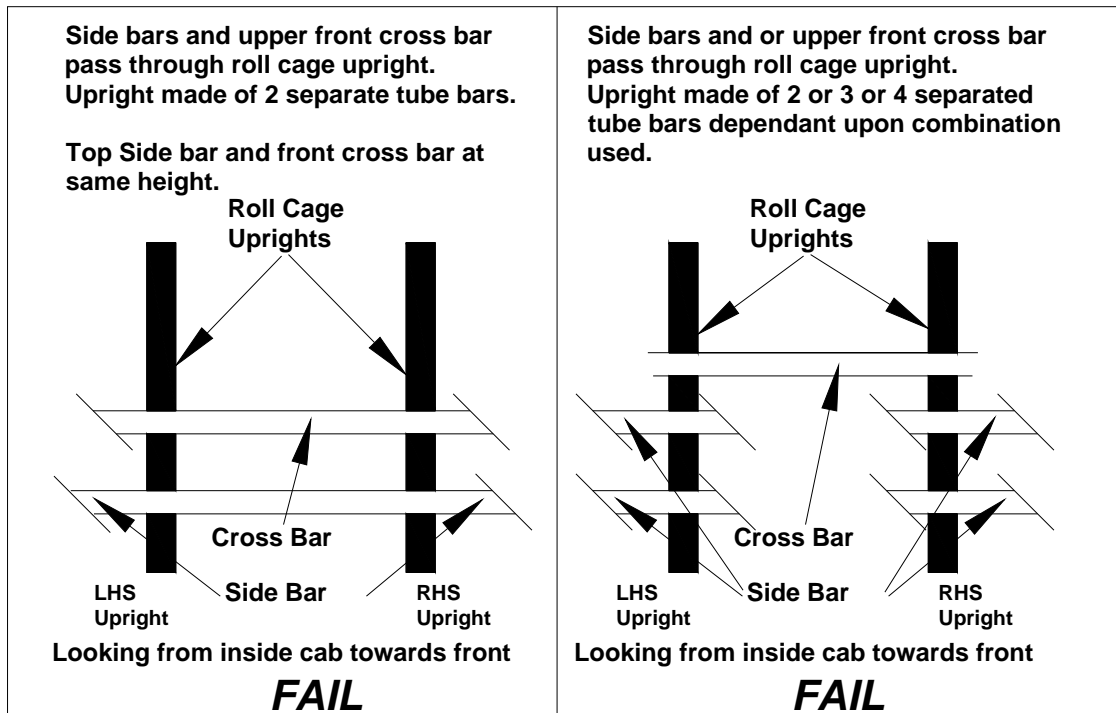 Side bars and upper front cross bar
pass through roll cage upright.
Upright made of 2 separate tube bars.
Top Side bar and front cross bar at
same height.
Roll Cage
Uprights
Cross Bar
Side Bar
LHS
Upright
RHS
Upright
Looking from inside cab towards front
FAIL
Side bars and or upper front cross bar
pass through roll cage upright.
Upright made of 2 or 3 or 4 separated
tube bars dependant upon combination
used.
Roll Cage
Uprights
Cross Bar
Side Bar
LHS
Upright
RHS
Upright
Looking from inside cab towards front
FAIL